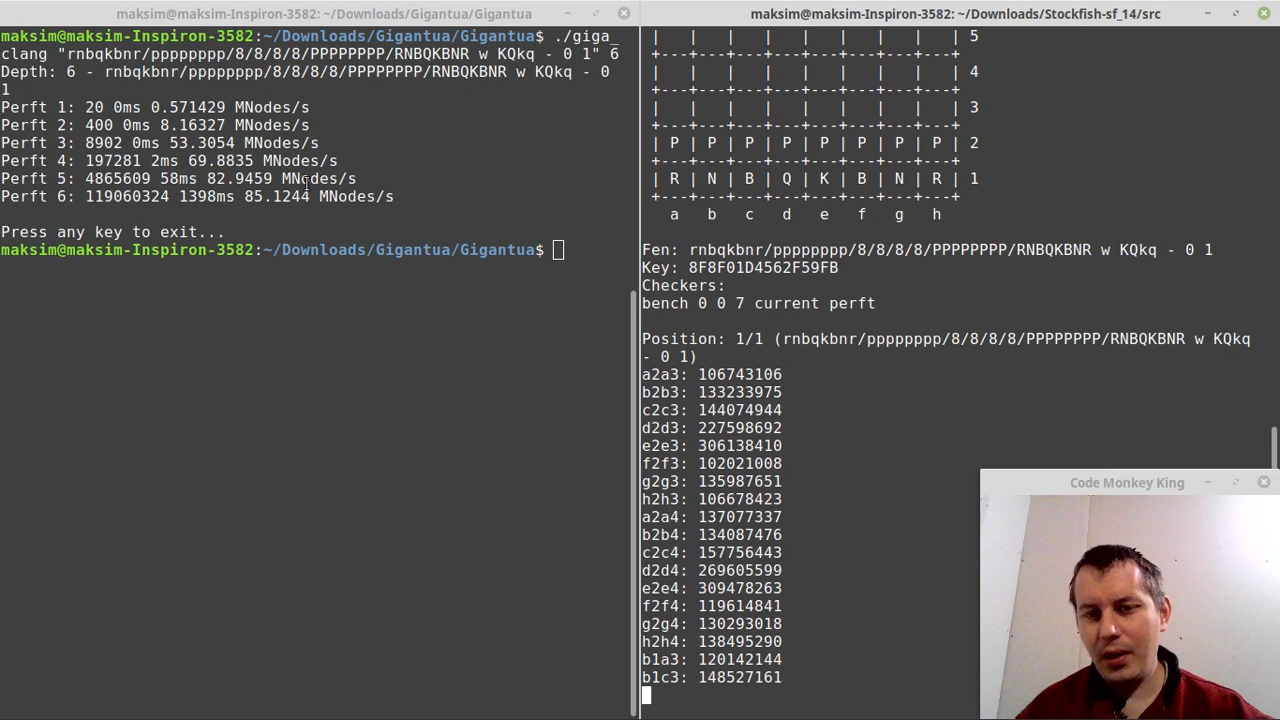 maksim@maksim-Inspiron-3582: ~/Downloads/Gigantua/Gigantua
maksim@maksim-Inspiron-3582:~/Downloads/Gigantua/Gigantua$ ./giga_
clang "rnbqkbnr/pppppppp/8/8/8/8/PPPPPPPP/RNBQKBNR w KQkq - 0 1" 6
Depth: 6 - rnbqkbnr/pppppppp/8/8/8/8/PPPPPPPP/RNBQKBNR w KQkq - 0
1
Perft 1: 20 0ms 0.571429 MNodes/s
Perft 2: 400 0ms 8.16327 MNodes/s
Perft 3: 8902 0ms 53.3054 MNodes/s
Perft 4: 197281 2ms 69.8835 MNodes/s
Perft 5: 4865609 58ms 82.9459 MNodes/s
Perft 6: 119060324 1398ms 85.1244 MNodes/s
Press any key to exit...
maksim@maksim-Inspiron-3582:~/Downloads/Gigantua/Gigantua$
maksim@maksim-Inspiron-3582: ~/Downloads/Stockfish-sf_14/src
|   |   |   |   |   |   |   |   | 5
+---+---+---+---+---+---+---+---+
|   |   |   |   |   |   |   |   | 4
+---+---+---+---+---+---+---+---+
|   |   |   |   |   |   |   |   | 3
+---+---+---+---+---+---+---+---+
| P | P | P | P | P | P | P | P | 2
+---+---+---+---+---+---+---+---+
| R | N | B | Q | K | B | N | R | 1
+---+---+---+---+---+---+---+---+
a   b   c   d   e   f   g   h
Fen: rnbqkbnr/pppppppp/8/8/8/8/PPPPPPPP/RNBQKBNR w KQkq - 0 1
Key: 8F8F01D4562F59FB
Checkers:
bench 0 0 7 current perft
Position: 1/1 (rnbqkbnr/pppppppp/8/8/8/8/PPPPPPPP/RNBQKBNR w KQkq
- 0 1)
a2a3: 106743106
b2b3: 133233975
c2c3: 144074944
d2d3: 227598692
e2e3: 306138410
f2f3: 102021008
g2g3: 135987651
h2h3: 106678423
a2a4: 137077337
b2b4: 134087476
c2c4: 157756443
d2d4: 269605599
e2e4: 309478263
f2f4: 119614841
g2g4: 130293018
h2h4: 138495290
b1a3: 120142144
b1c3: 148527161
Code Monkey King